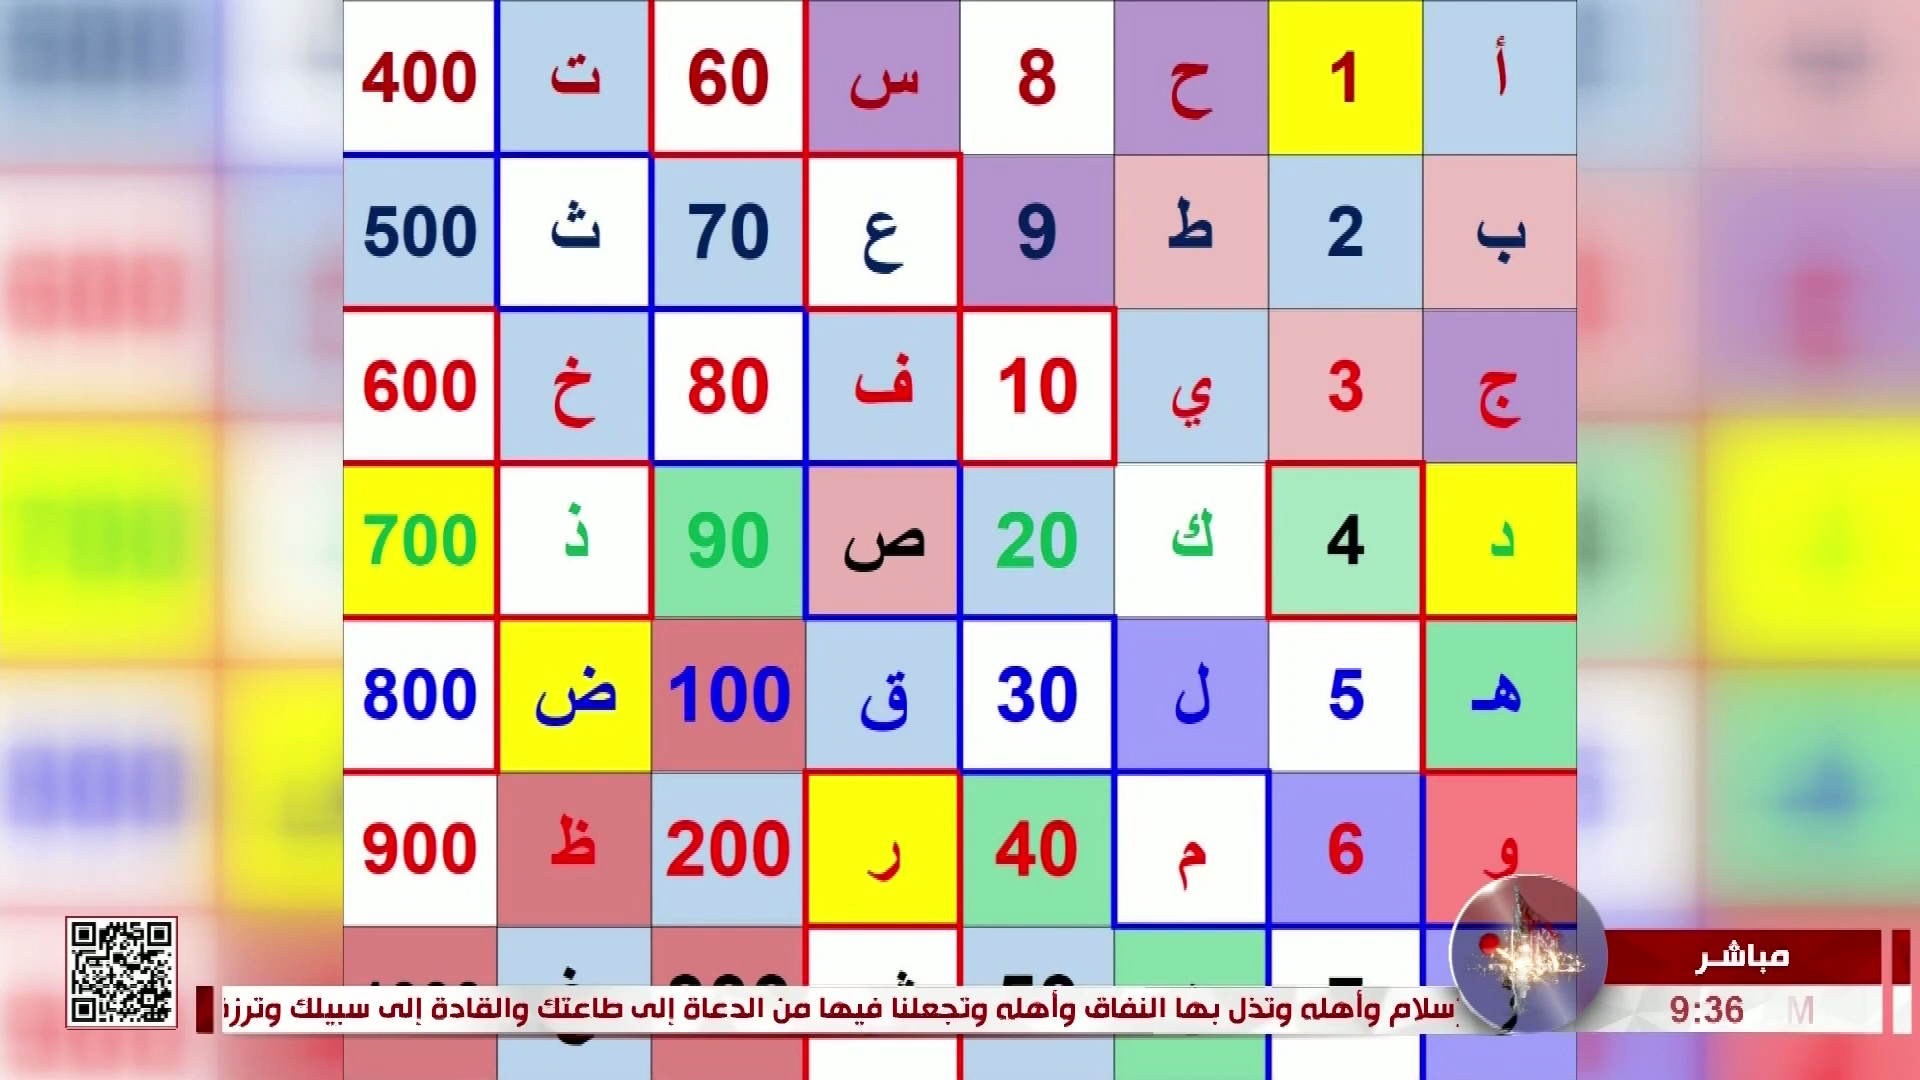 أ 1 ح 8 س 60 ت 400
ب 2 ط 9 ع 70 ث 500
ج 3 ي 10 ف 80 خ 600
د 4 ك 20 ص 90 ذ 700
هـ 5 ل 30 ق 100 ض 800
و 6 م 40 ر 200 ظ 900
مباشر
سلام وأهله وتذل بها النفاق وأهله وتجعلنا فيها من الدعاة إلى طاعتك والقادة إلى سبيلك وترزة
9:36 M